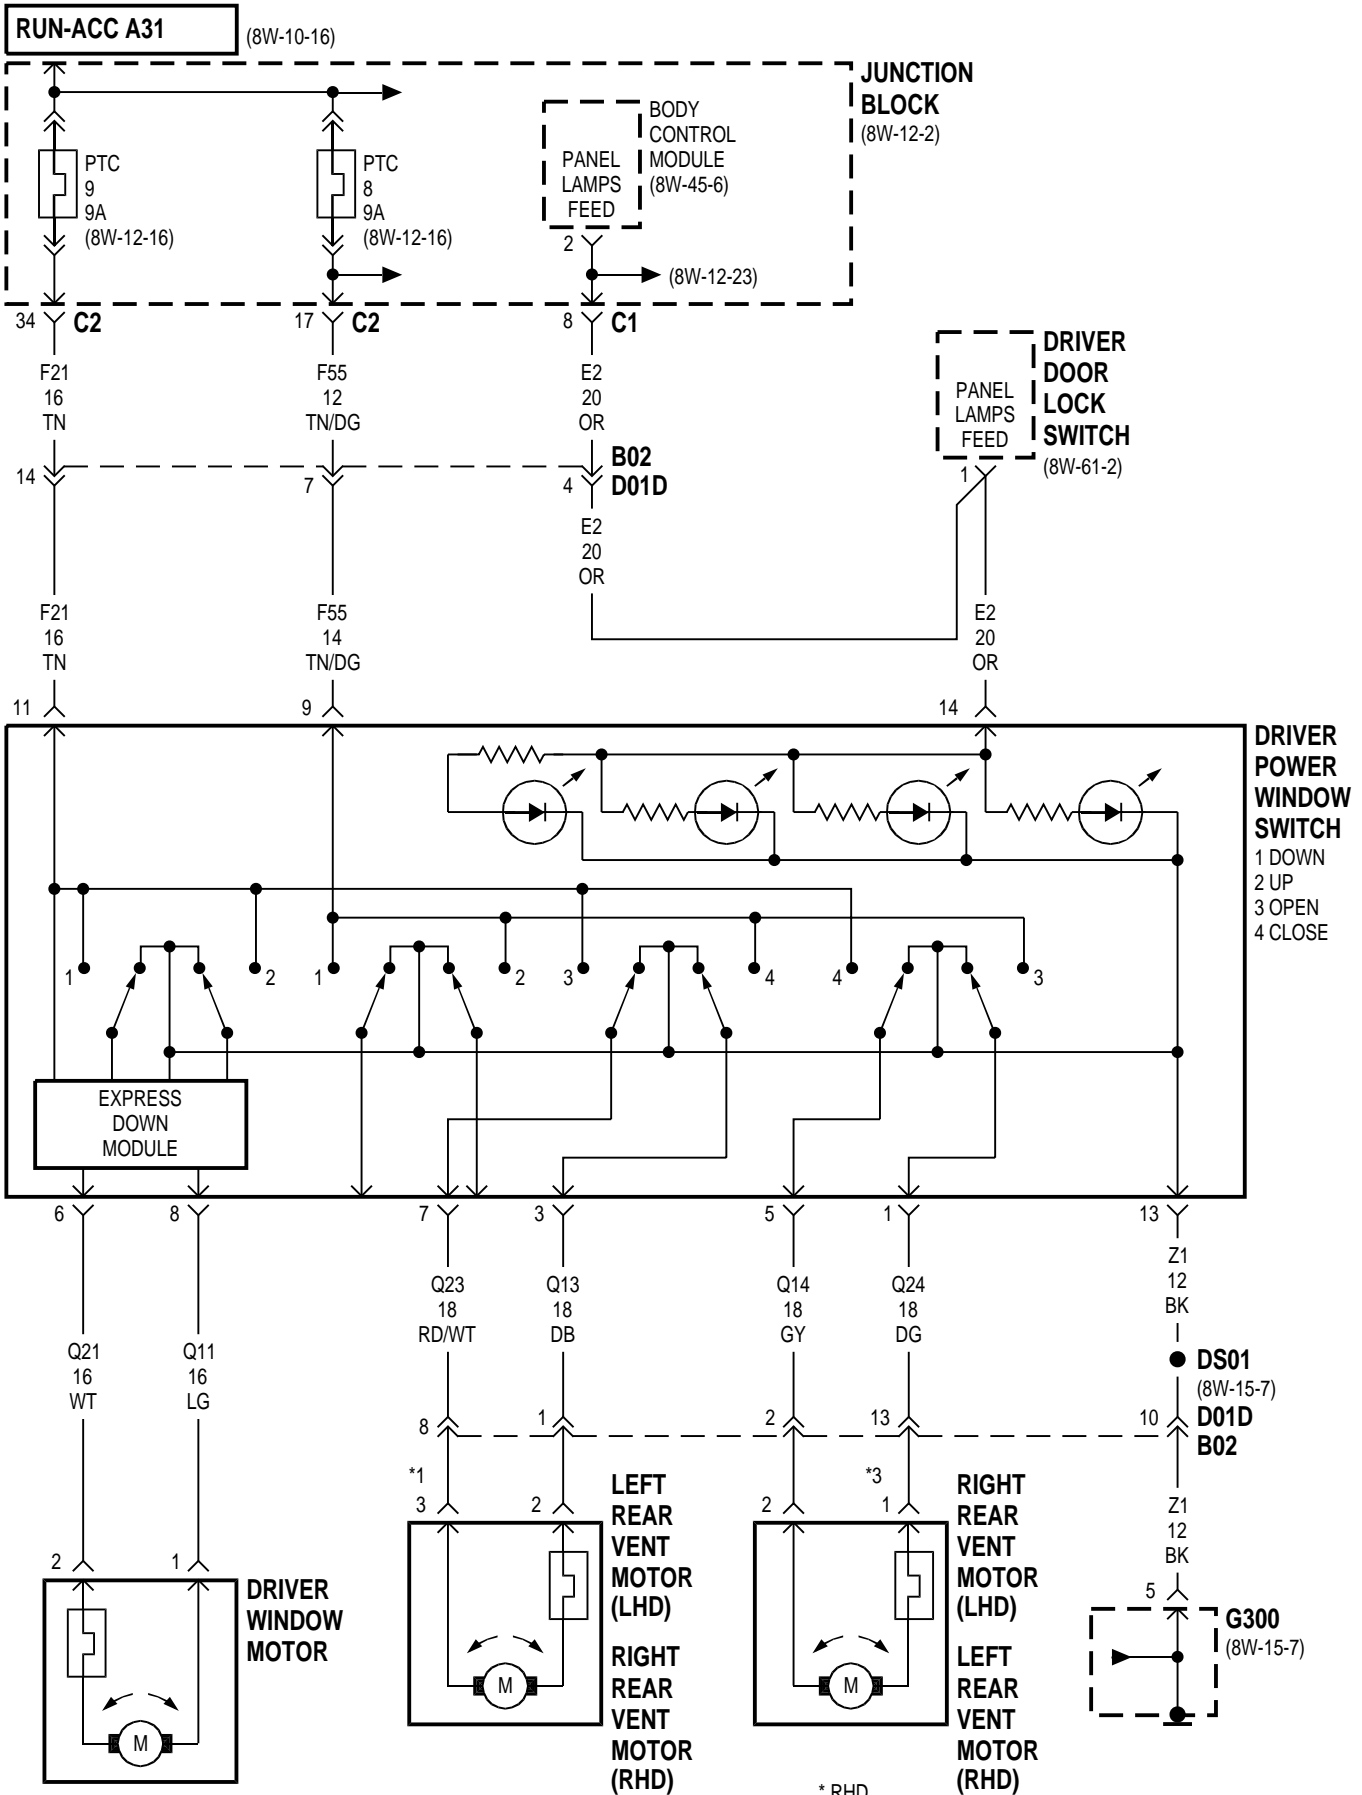 RUN-ACC A31
(8W-10-16)
JUNCTION
BLOCK
(8W-12-2)
PTC
9
9A
(8W-12-16)
PTC
8
9A
(8W-12-16)
PANEL
LAMPS
FEED
BODY
CONTROL
MODULE
(8W-45-6)
2
(8W-12-23)
34 C2
17 C2
8 C1
F21
16
TN
F55
12
TN/DG
E2
20
OR
DRIVER
DOOR
LOCK
SWITCH
(8W-61-2)
PANEL
LAMPS
FEED
1
14
7
4
B02
D01D
E2
20
OR
F21
16
TN
F55
14
TN/DG
E2
20
OR
11
9
14
DRIVER
POWER
WINDOW
SWITCH
1 DOWN
2 UP
3 OPEN
4 CLOSE
1
2
1
2
3
4
4
3
EXPRESS
DOWN
MODULE
6
8
7
3
5
1
13
Q21
16
WT
Q11
16
LG
Q23
18
RD/WT
Q13
18
DB
Q14
18
GY
Q24
18
DG
Z1
12
BK
DS01
(8W-15-7)
8
1
2
13
10
D01D
B02
*1
3
2
2
*3
1
Z1
12
BK
5
2
1
DRIVER
WINDOW
MOTOR
M
LEFT
REAR
VENT
MOTOR
(LHD)
RIGHT
REAR
VENT
MOTOR
(RHD)
M
RIGHT
REAR
VENT
MOTOR
(LHD)
LEFT
REAR
VENT
MOTOR
(RHD)
M
G300
(8W-15-7)
* RHD